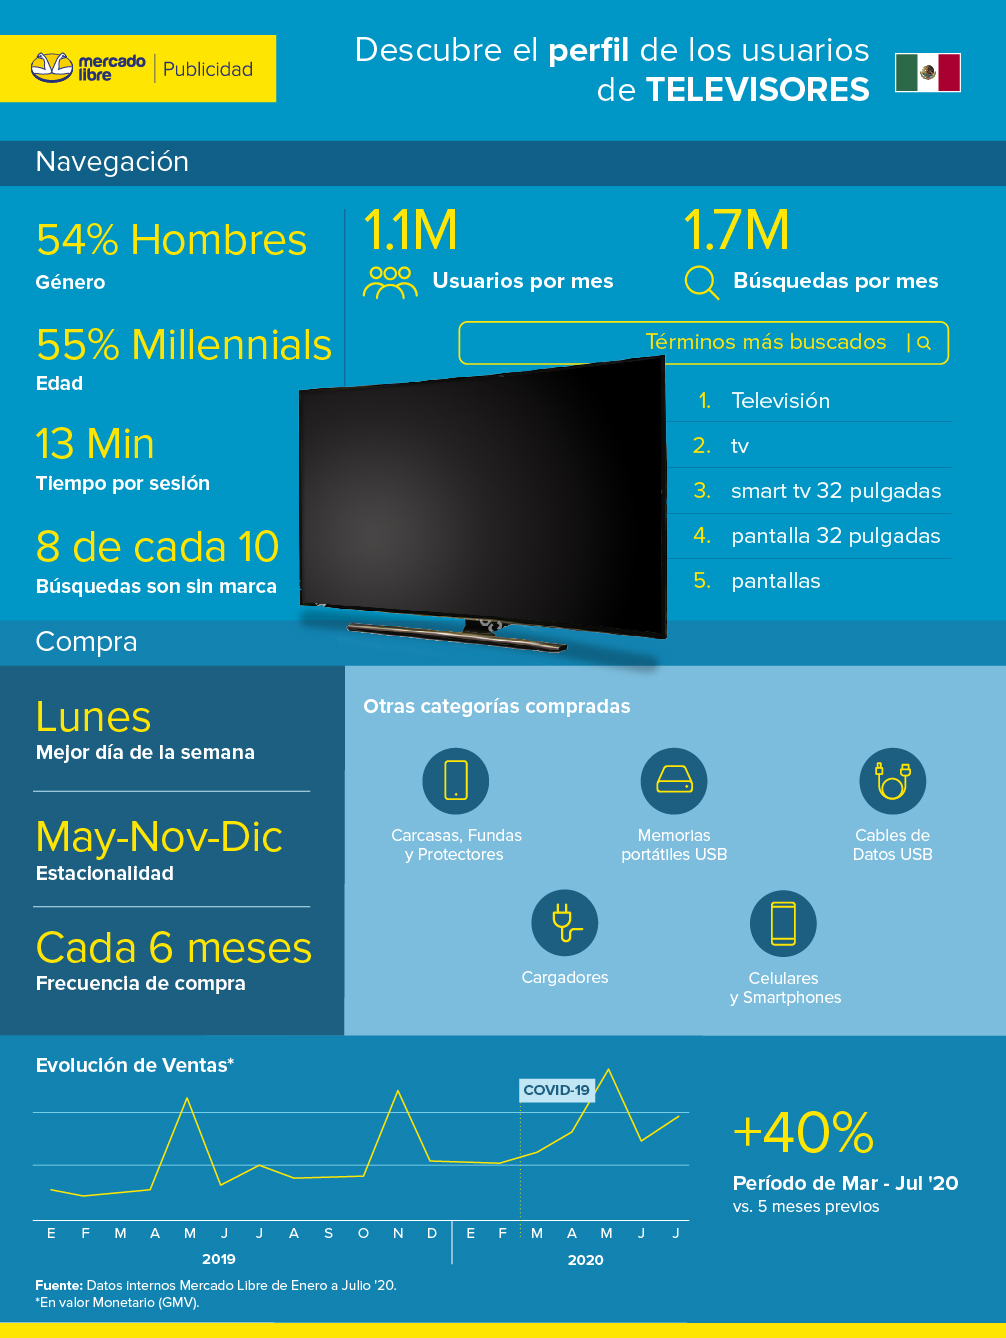 mercado
libre
Publicidad
Descubre el perfil de los usuarios
de TELEVISORES
Navegación
54% Hombres
Género
55% Millennials
Edad
13 Min
Tiempo por sesión
8 de cada 10
Búsquedas son sin marca
1.1M
Usuarios por mes
1.7M
Búsquedas por mes
Términos más buscados
1. Televisión
2. tv
3. smart tv 32 pulgadas
4. pantalla 32 pulgadas
5. pantallas
Compra
Lunes
Mejor día de la semana
May-Nov-Dic
Estacionalidad
Cada 6 meses
Frecuencia de compra
Otras categorías compradas
Carcasas, Fundas
y Protectores
Memorias
portátiles USB
Cables de
Datos USB
Cargadores
Celulares
y Smartphones
Evolución de Ventas*
COVID-19
E F M A M J J A S O N D E F M A M J J
2019
2020
+40%
Período de Mar - Jul '20
vs. 5 meses previos
Fuente: Datos internos Mercado Libre de Enero a Julio '20.
*En valor Monetario (GMV).